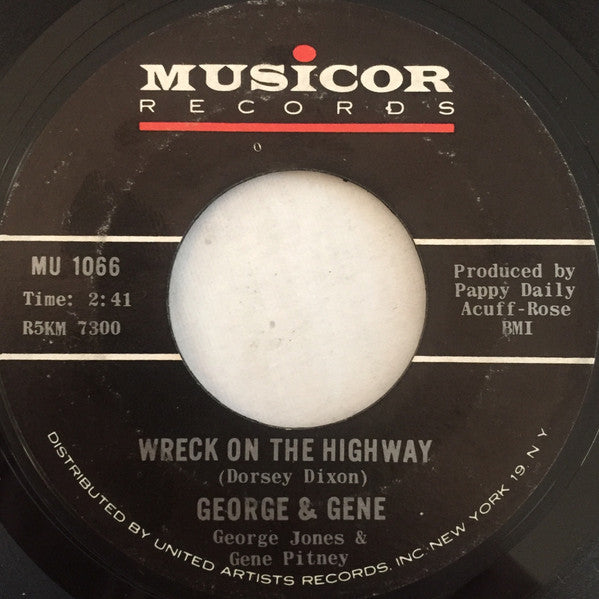 MUSICOR
RECORDS
MU 1066
Time: 2:41
R5KM 7300
Produced by
Pappy Daily
Acuff-Rose
BMI
WRECK ON THE HIGHWAY
(Dorsey Dixon)
GEORGE & GENE
George Jones &
Gene Pitney
DISTRIBUTED BY UNITED ARTISTS RECORDS, INC. NEW YORK 19, N Y